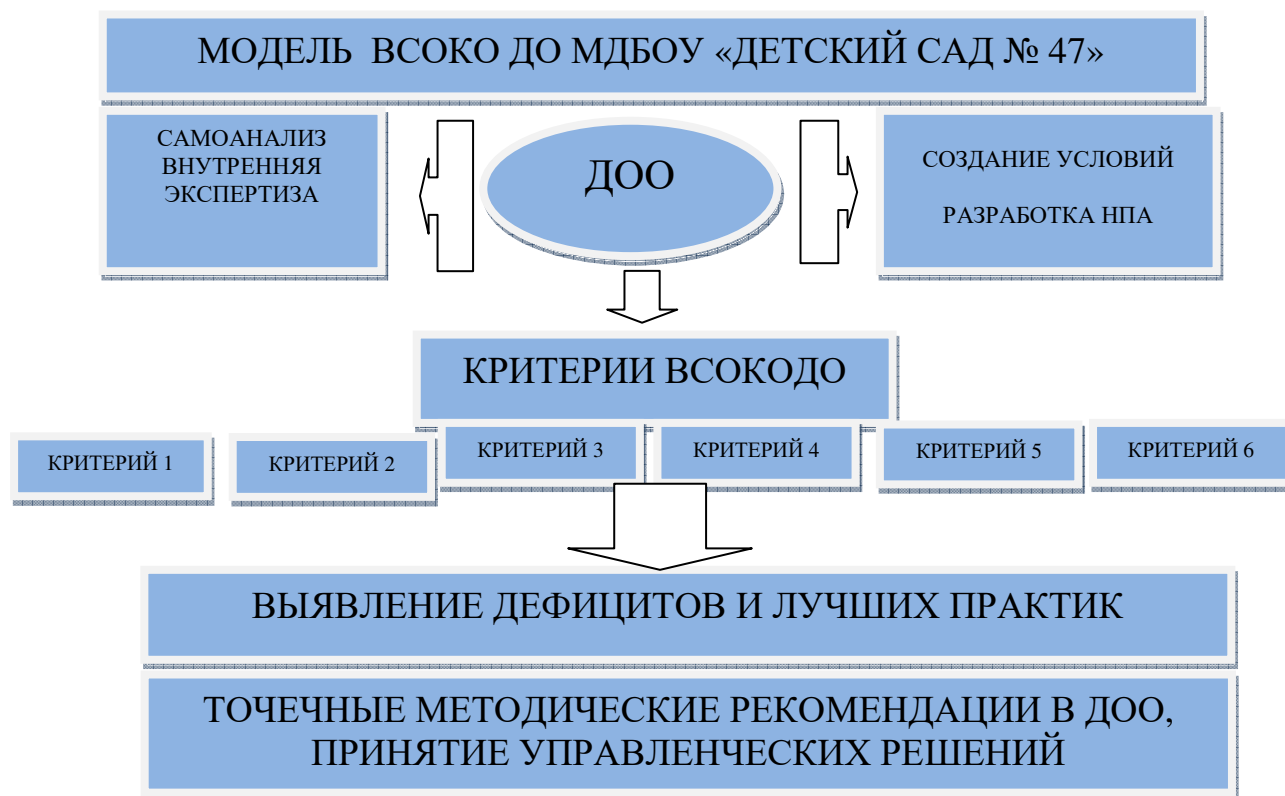 МОДЕЛЬ ВСОКО ДО МДБОУ «ДЕТСКИЙ САД № 47»
САМОАНАЛИЗ
ВНУТРЕННЯЯ
ЭКСПЕРТИЗА
ДОО
СОЗДАНИЕ УСЛОВИЙ
РАЗРАБОТКА НПА
КРИТЕРИИ ВСОКОДО
КРИТЕРИЙ 1
КРИТЕРИЙ 2
КРИТЕРИЙ 3
КРИТЕРИЙ 4
КРИТЕРИЙ 5
КРИТЕРИЙ 6
ВЫЯВЛЕНИЕ ДЕФИЦИТОВ И ЛУЧШИХ ПРАКТИК
ТОЧЕЧНЫЕ МЕТОДИЧЕСКИЕ РЕКОМЕНДАЦИИ В ДОО,
ПРИНЯТИЕ УПРАВЛЕНЧЕСКИХ РЕШЕНИЙ